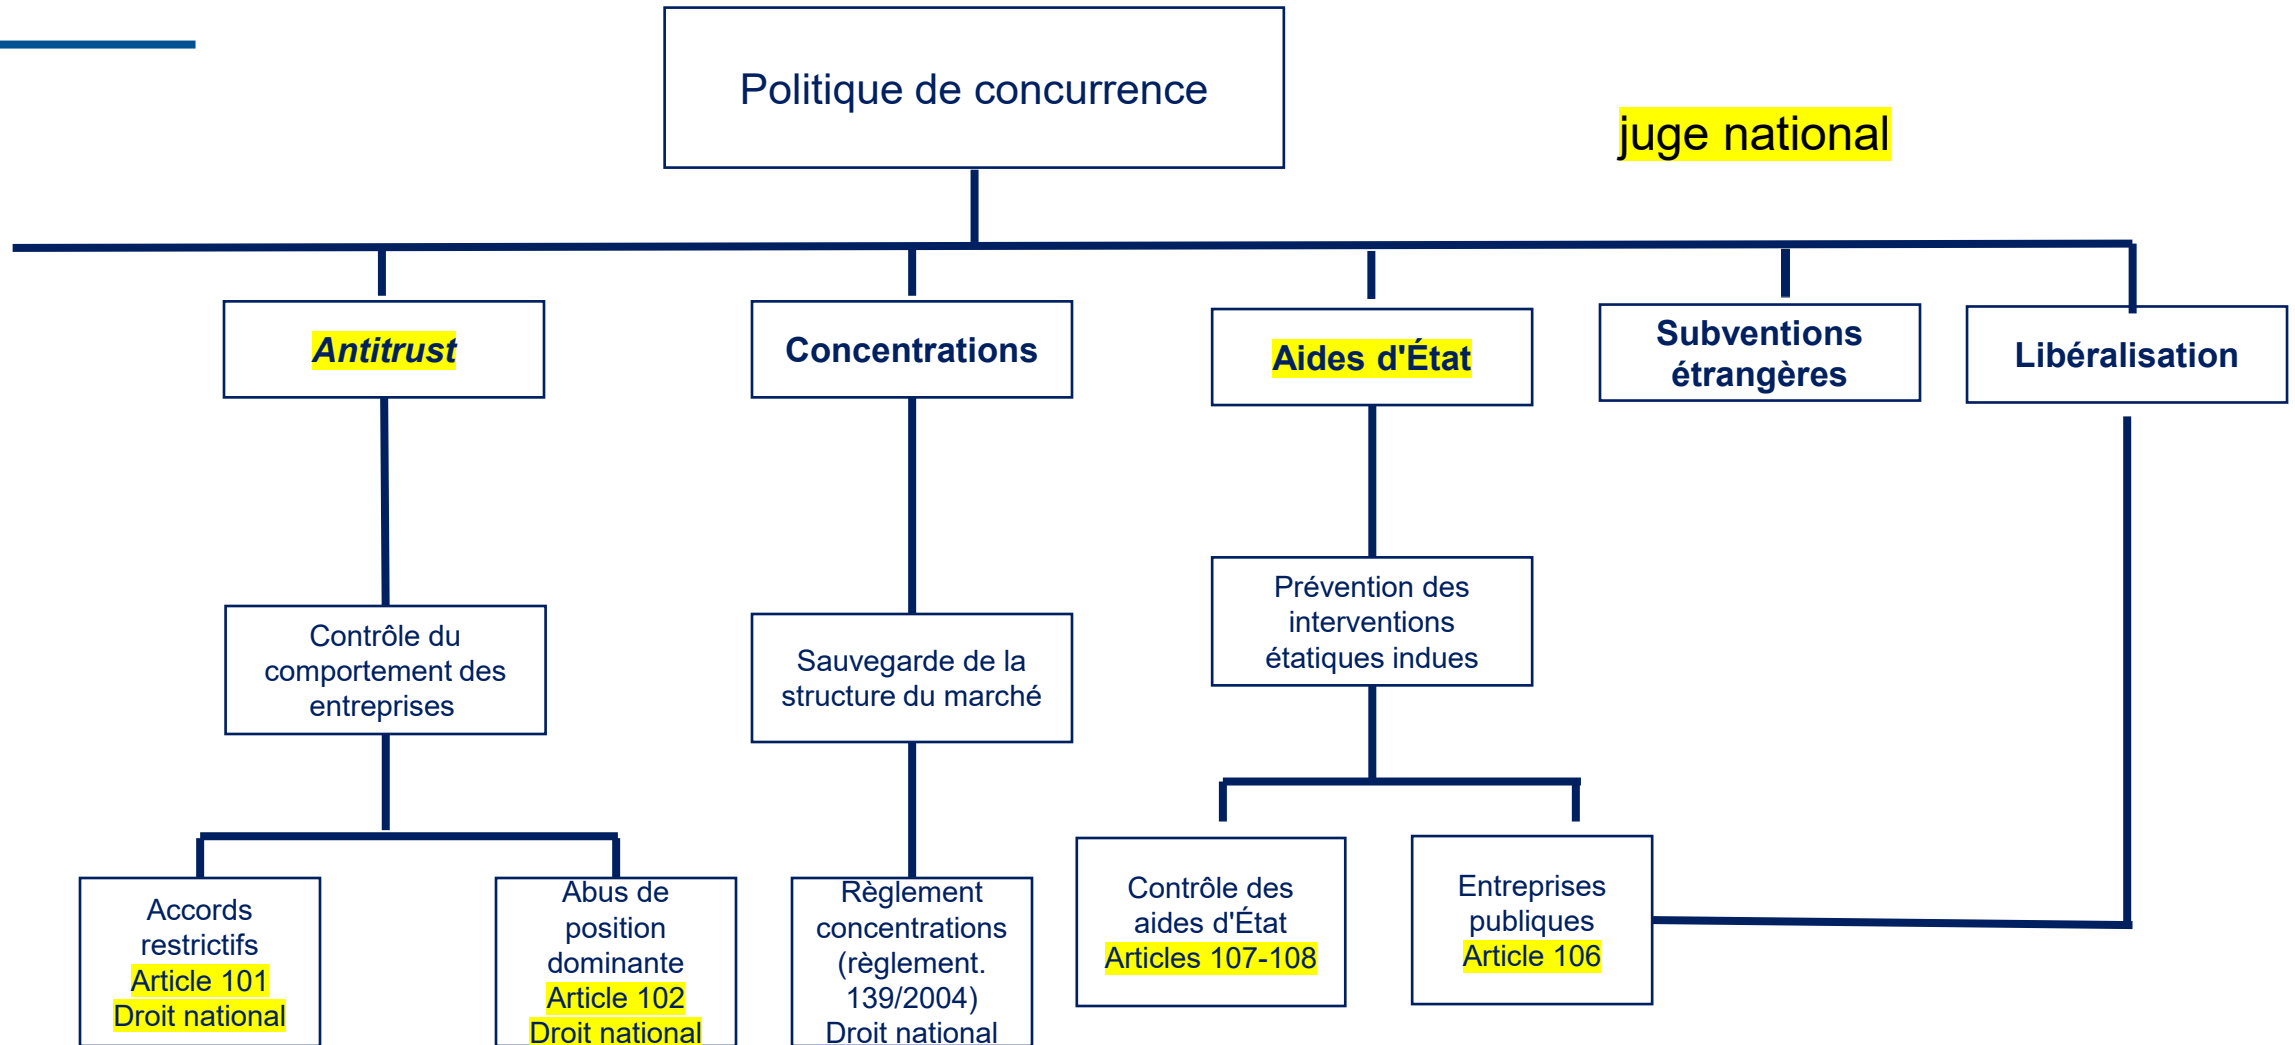 Politique de concurrence
juge national
Antitrust
Concentrations
Aides d'État
Subventions
étrangères
Libéralisation
Contrôle du
comportement des
entreprises
Sauvegarde de la
structure du marché
Prévention des
interventions
étatiques indues
Accords
restrictifs
Article 101
Droit national
Abus de
position
dominante
Article 102
Droit national
Règlement
concentrations
(règlement.
139/2004)
Droit national
Contrôle des
aides d'État
Articles 107-108
Entreprises
publiques
Article 106